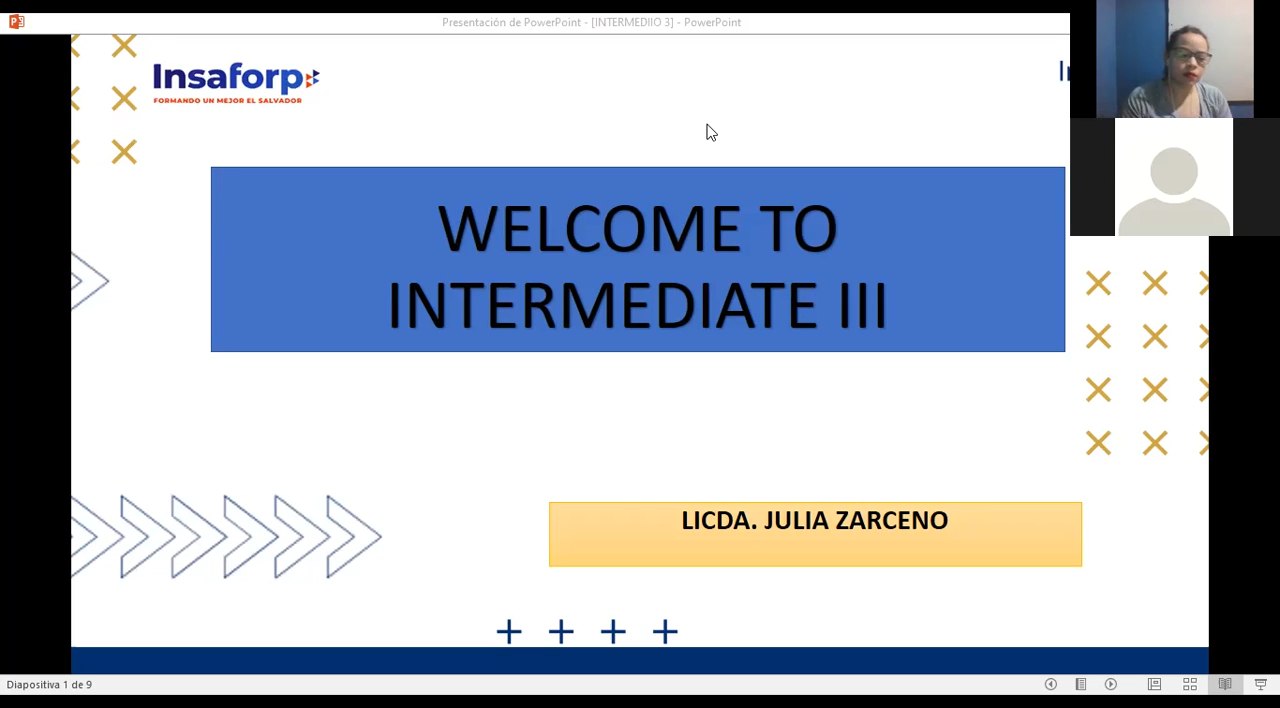 Presentación de PowerPoint - [INTERMEDIIO 3] - PowerPoint
Insaforp
FORMANDO UN MEJOR EL SALVADOR
WELCOME TO
INTERMEDIATE III
LICDA. JULIA ZARCENO
Diapositiva 1 de 9